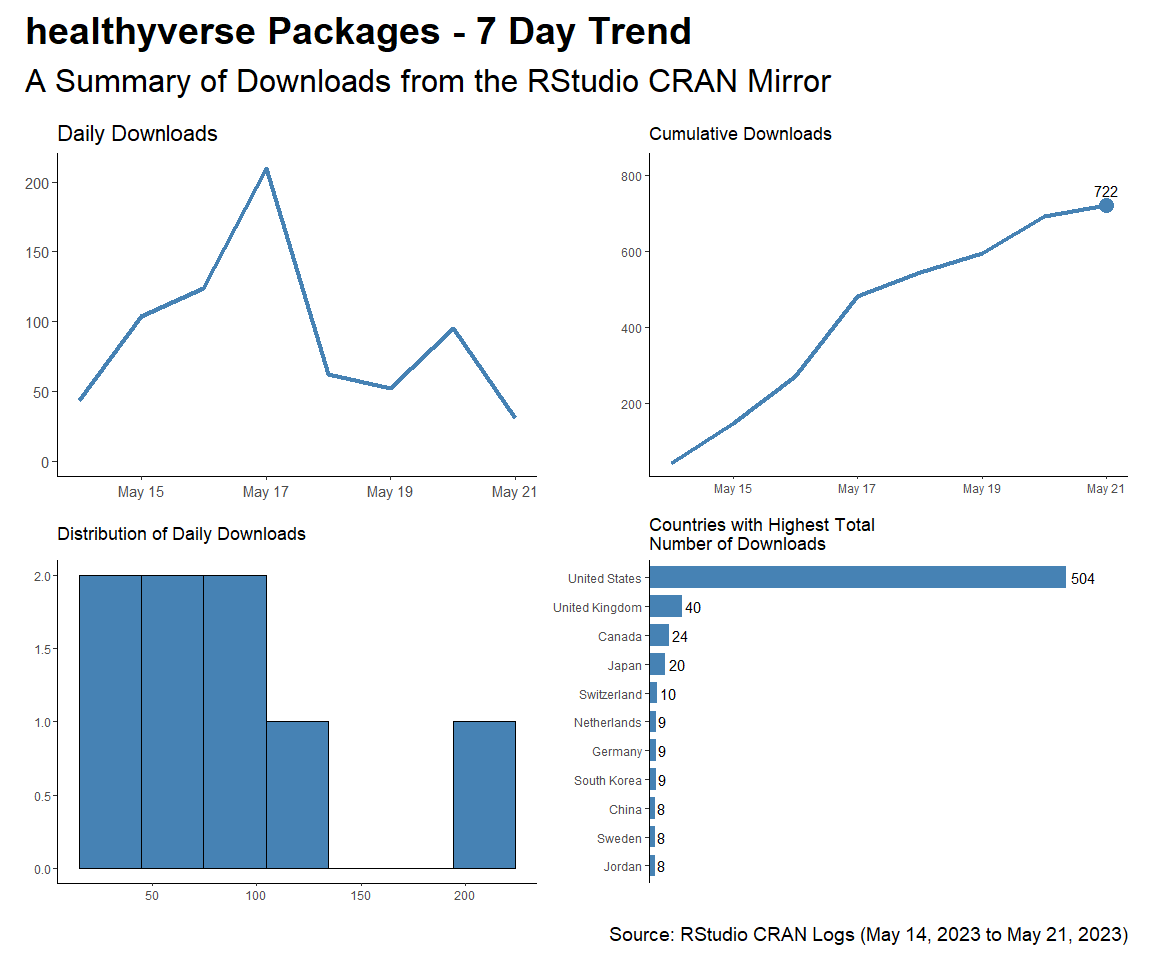 healthyverse Packages - 7 Day Trend
A Summary of Downloads from the RStudio CRAN Mirror
Daily Downloads
200
150
100
50
0
May 15 May 17 May 19 May 21
Cumulative Downloads
800
600
400
200
722
May 15 May 17 May 19 May 21
Distribution of Daily Downloads
2.0
1.5
1.0
0.5
0.0
50 100 150 200
Countries with Highest Total
Number of Downloads
United States 504
United Kingdom 40
Canada 24
Japan 20
Switzerland 10
Netherlands 9
Germany 9
South Korea 9
China 8
Sweden 8
Jordan 8
Source: RStudio CRAN Logs (May 14, 2023 to May 21, 2023)